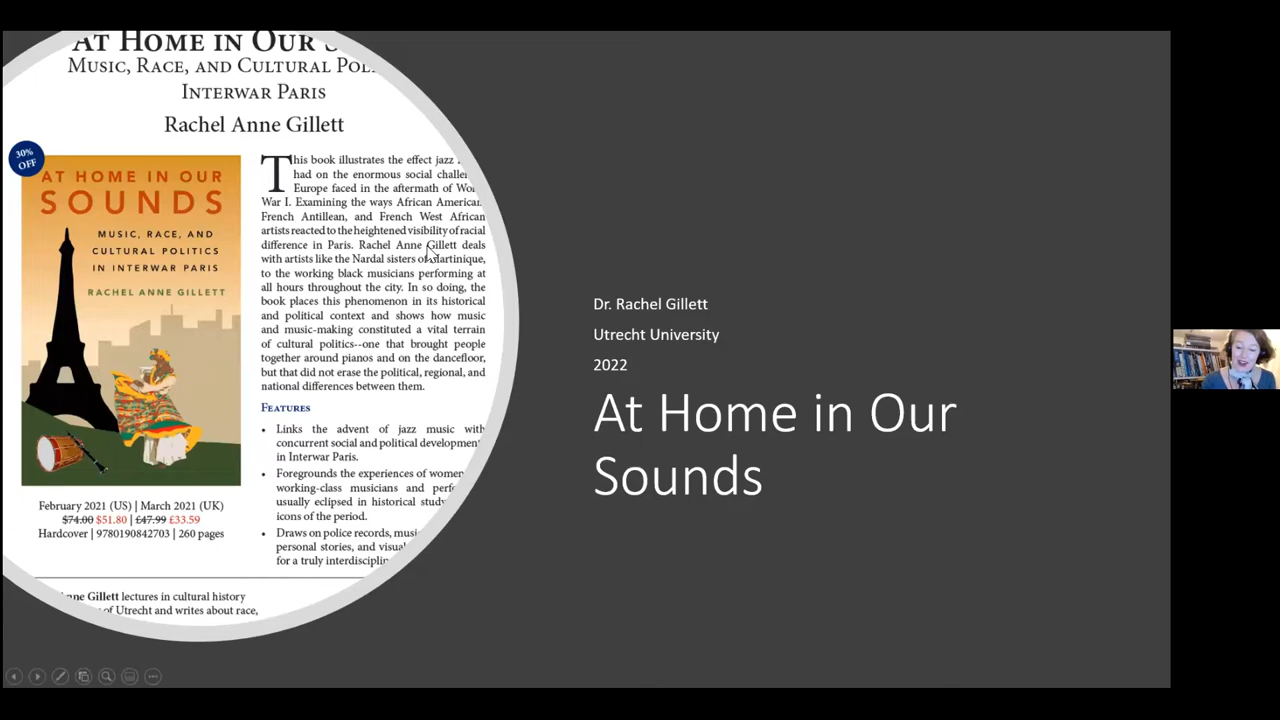 AT HOME IN OUR
MUSIC, RACE, AND CULTURAL
INTERWAR PARIS
Rachel Anne Gillett
30%
OFF
AT HOME IN OUR
SOUNDS
MUSIC, RACE, AND
CULTURAL POLITICS
IN INTERWAR PARIS
RACHEL ANNE GILLETT
February 2021 (US) | March 2021 (UK)
$74.00 $51.80 | £47.99 £33.59
Hardcover | 9780190842703 | 260 pages
This book illustrates the effect jazz
had on the enormous social
Europe faced in the aftermath of
War I. Examining the ways African American,
French Antillean, and French West African
artists reacted to the heightened visibility of racial
difference in Paris. Rachel Anne Gillett deals
with artists like the Nardal sisters of Martinique,
to the working black musicians performing at
all hours throughout the city. In so doing, the
book places this phenomenon in its historical
and political context and shows how music
and music-making constituted a vital terrain
of cultural politics--one that brought people
together around pianos and on the dancefloor,
but that did not erase the political, regional, and
national differences between them.
FEATURES
• Links the advent of jazz music with
concurrent social and political development
in Interwar Paris.
• Foregrounds the experiences of women
working-class musicians and
usually eclipsed in historical
icons of the period.
• Draws on police records,
personal stories, and
for a truly
Gillett lectures in cultural history
of Utrecht and writes about race,
Dr. Rachel Gillett
Utrecht University
2022
At Home in Our
Sounds